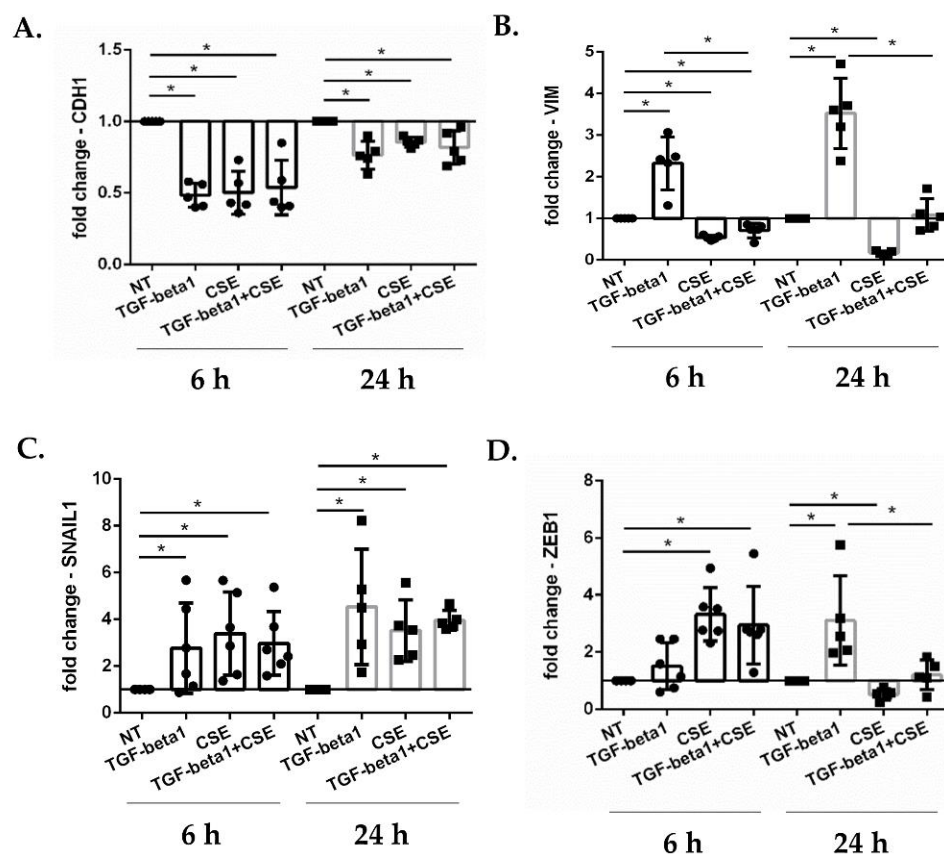 A.
fold change - CDH1
1.5
1.0
0.5
0.0
* * * * * *
NT TGF-beta1 CSE TGF-beta1+CSE NT TGF-beta1 CSE TGF-beta1+CSE
6 h 24 h
B.
fold change - VIM
5
4
3
2
1
0
* * * * * * *
NT TGF-beta1 CSE TGF-beta1+CSE NT TGF-beta1 CSE TGF-beta1+CSE
6 h 24 h
C.
fold change - SNAIL1
10
8
6
4
2
0
* * * * * *
NT TGF-beta1 CSE TGF-beta1+CSE NT TGF-beta1 CSE TGF-beta1+CSE
6 h 24 h
D.
fold change - ZEB1
8
6
4
2
0
* * * * *
NT TGF-beta1 CSE TGF-beta1+CSE NT TGF-beta1 CSE TGF-beta1+CSE
6 h 24 h